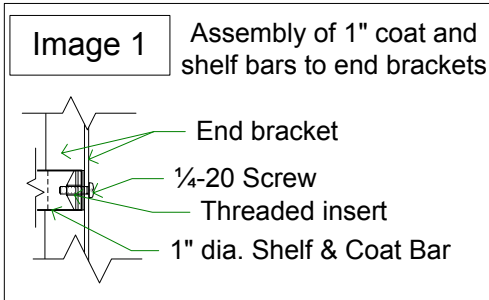 Image 1
Assembly of 1" coat and
shelf bars to end brackets
End bracket
¼-20 Screw
Threaded insert
1" dia. Shelf & Coat Bar